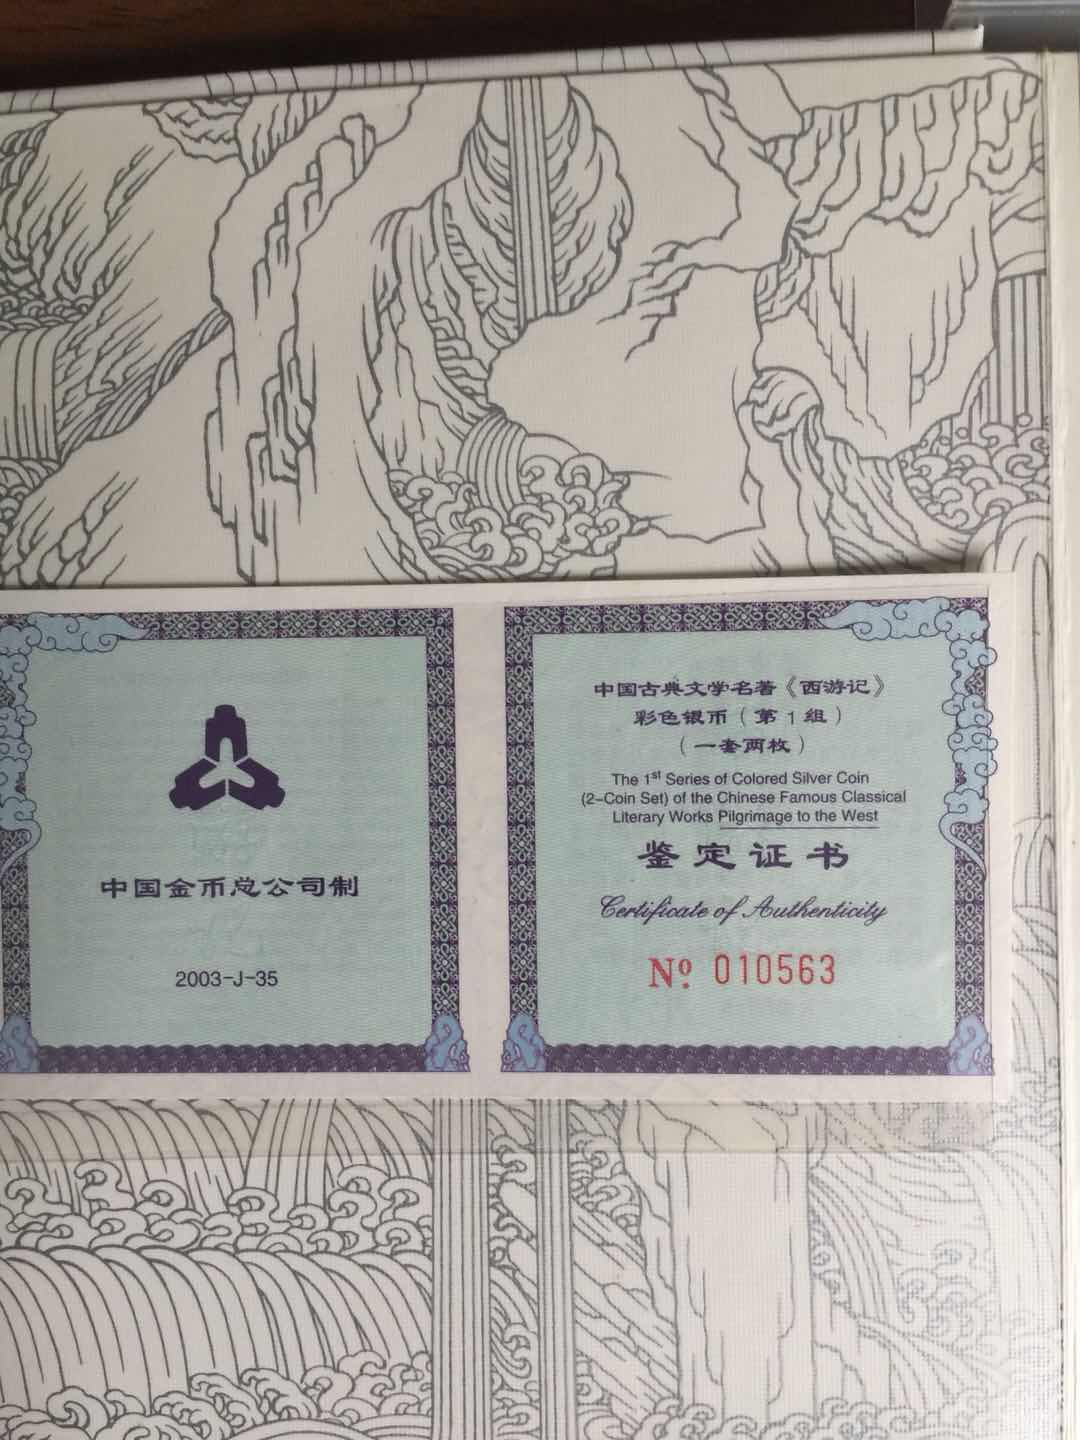 中国金币总公司制
2003-J-35
中国古典文学名著《西游记》
彩色银币(第1组)
(一套两枚)
The 1st Series of Colored Silver Coin
(2-Coin Set) of the Chinese Famous Classical
Literary Works Pilgrimage to the West
鉴定证书
Certificate of Authenticity
Nº 010563